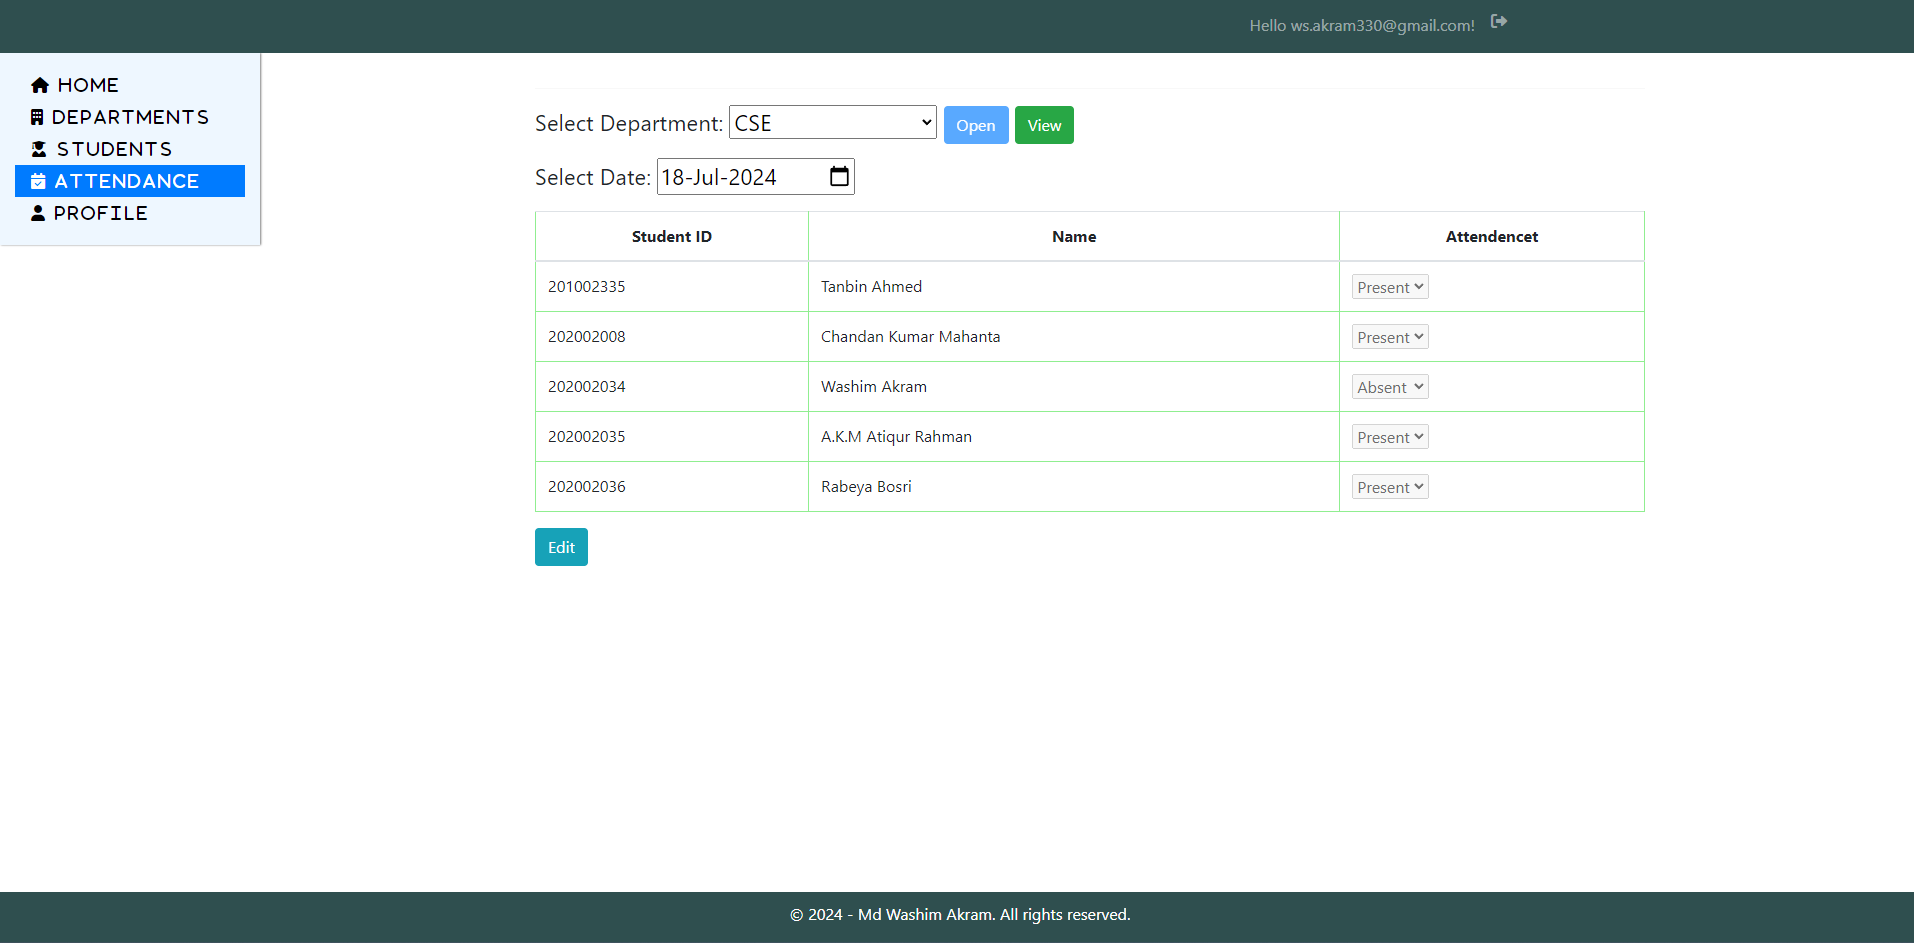 Hello ws.akram330@gmail.com!
HOME
DEPARTMENTS
STUDENTS
ATTENDANCE
PROFILE
Select Department: CSE Open View
Select Date: 18-Jul-2024
Student ID Name Attendencet
201002335 Tanbin Ahmed Present
202002008 Chandan Kumar Mahanta Present
202002034 Washim Akram Absent
202002035 A.K.M Atiqur Rahman Present
202002036 Rabeya Bosri Present
Edit
© 2024 - Md Washim Akram. All rights reserved.